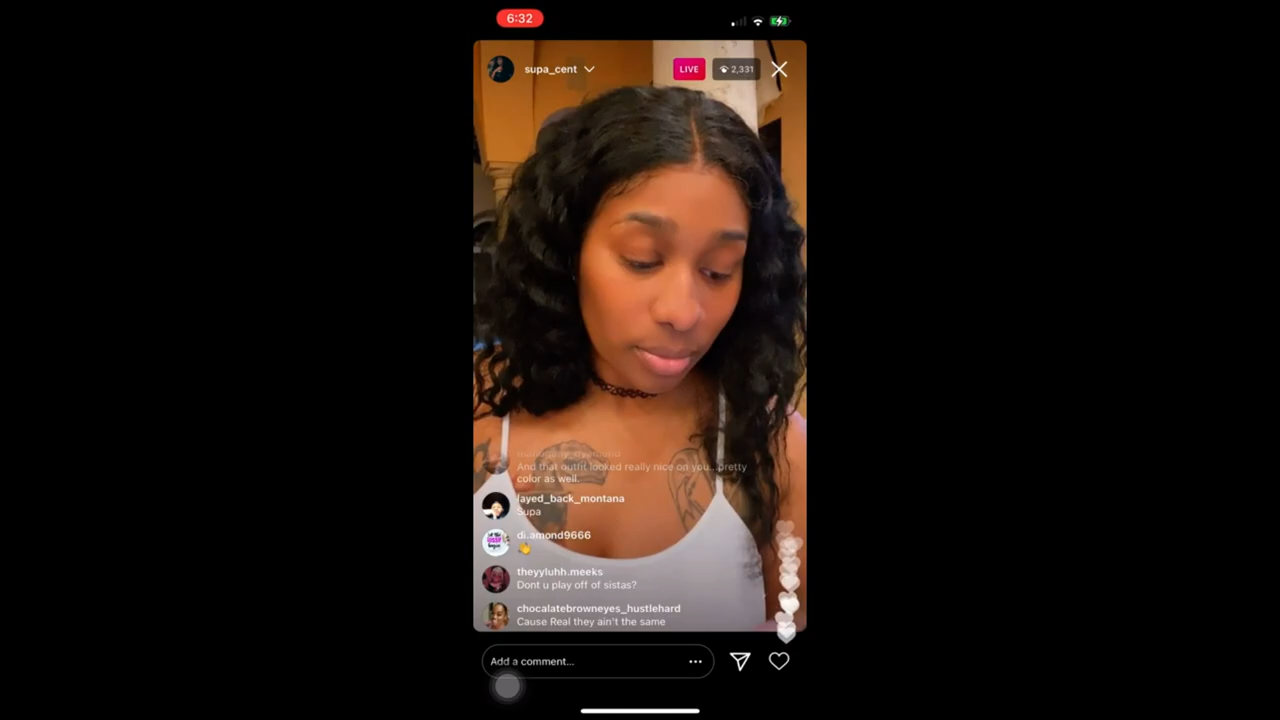 6:32
supa_cent
LIVE
2,331
And that outfit looked really nice on you...pretty
color as well.
layed_back_montana
Supa
di.amond9666
👋
theyyluhh.meeks
Dont u play off of sistas?
chocalatebrowneyes_hustlehard
Cause Real they ain't the same
Add a comment...